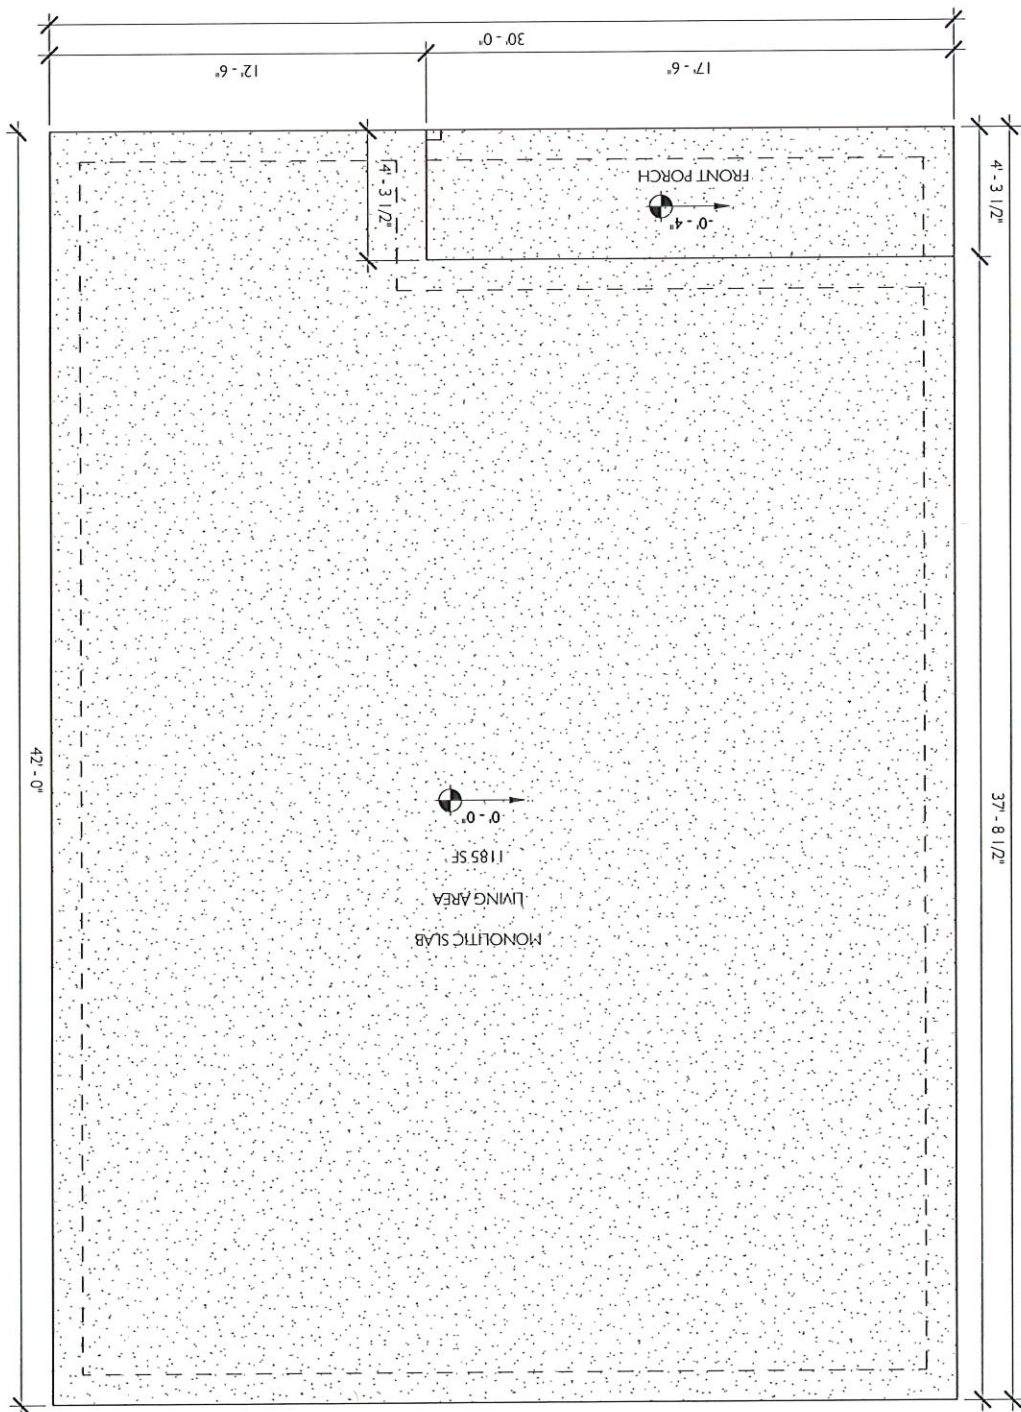 MONOLITIC SLAB
LIVING AREA
1185 SF
0' - 0"
-0' - 4"
FRONT PORCH
4' - 3 1/2"
4' - 3 1/2"
37' - 8 1/2"
42' - 0"
17' - 6"
12' - 6"
30' - 0"